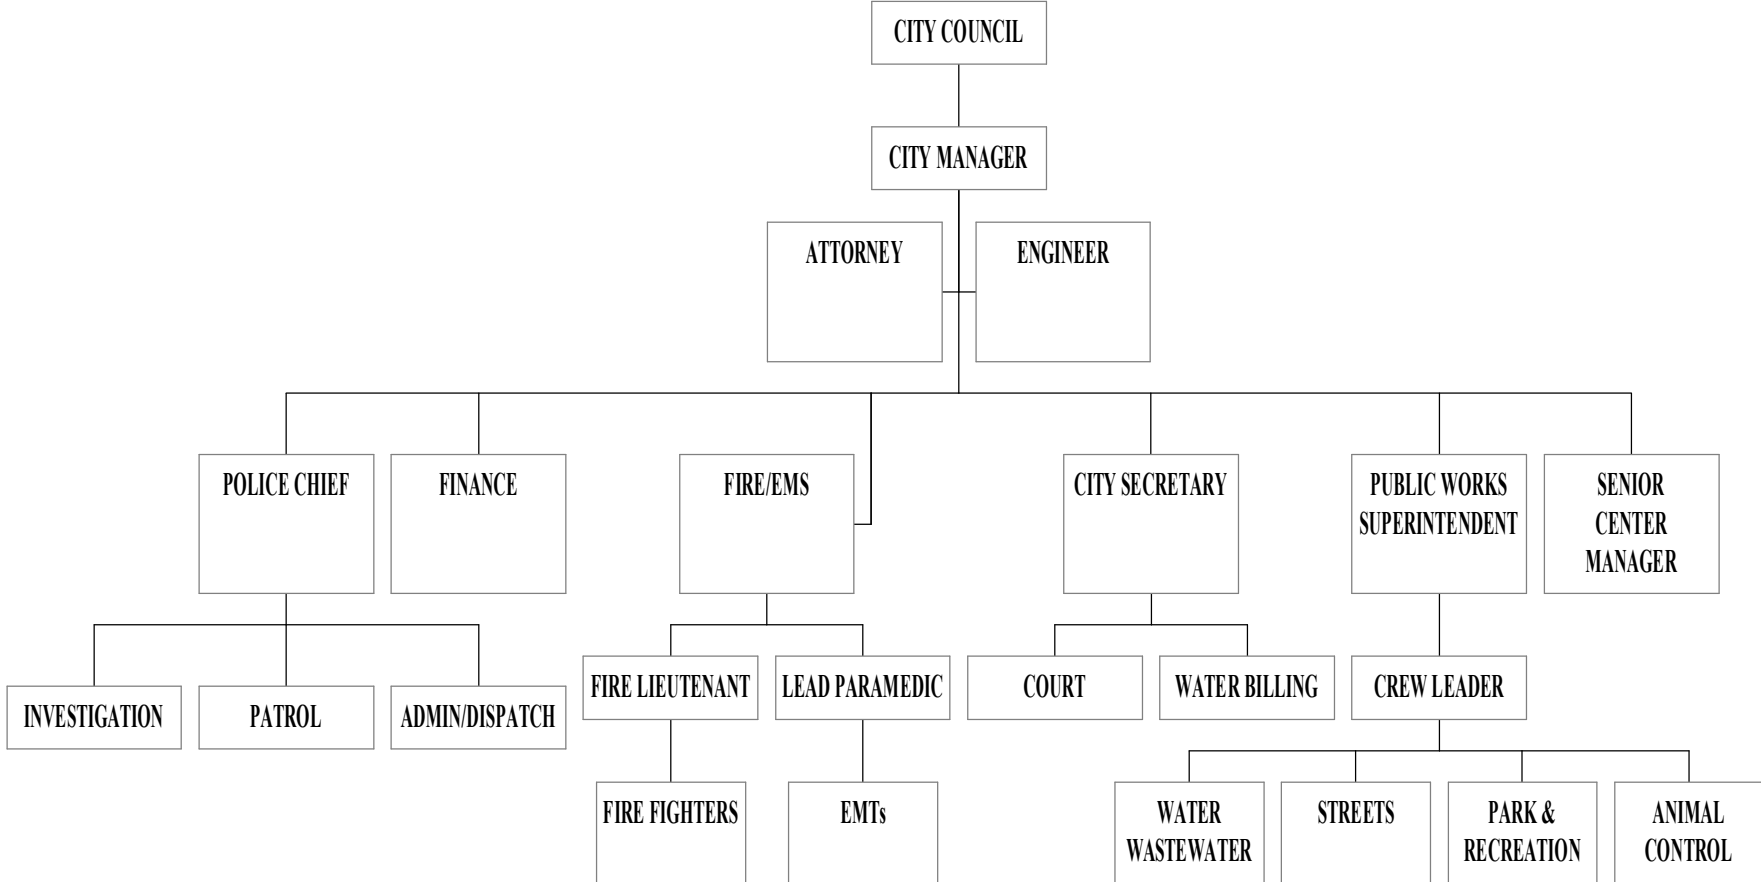 CITY COUNCIL
CITY MANAGER
ATTORNEY
ENGINEER
POLICE CHIEF
FINANCE
FIRE/EMS
CITY SECRETARY
PUBLIC WORKS
SUPERINTENDENT
SENIOR
CENTER
MANAGER
INVESTIGATION
PATROL
ADMIN/DISPATCH
FIRE LIEUTENANT
LEAD PARAMEDIC
COURT
WATER BILLING
CREW LEADER
FIRE FIGHTERS
EMTs
WATER
WASTEWATER
STREETS
PARK &
RECREATION
ANIMAL
CONTROL